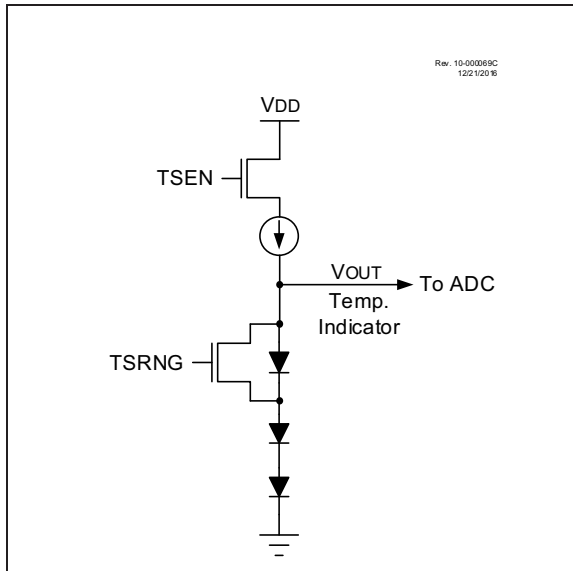 Rev. 10-000069C
12/21/2016
VDD
TSEN
VOUT
To ADC
Temp.
Indicator
TSRNG